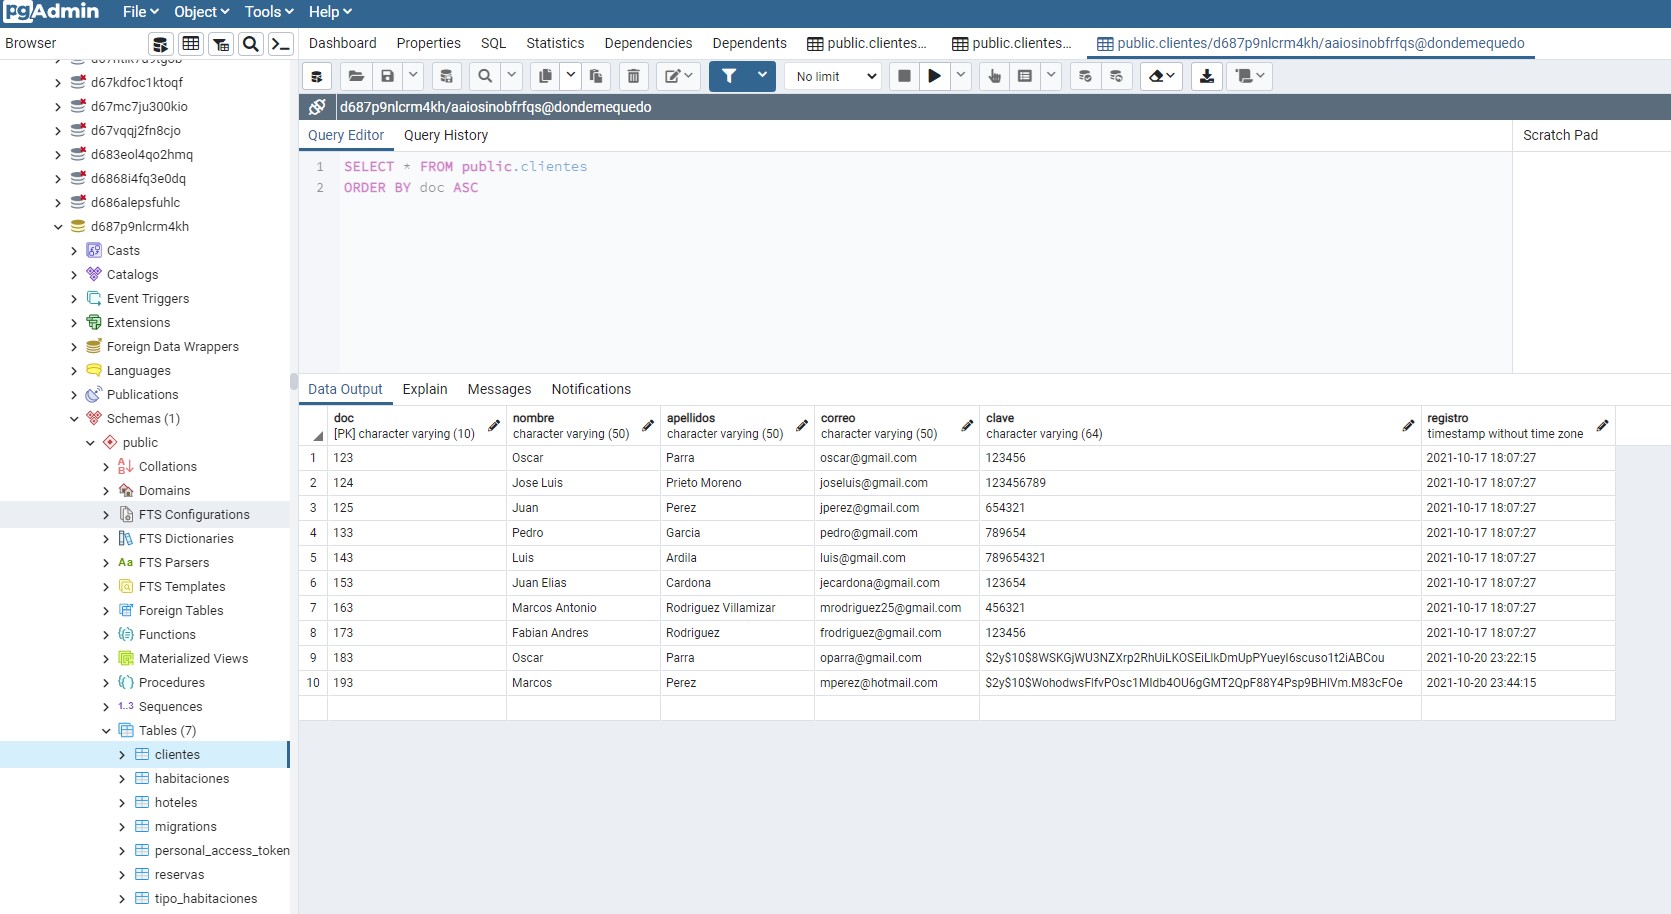 pgAdmin File Object Tools Help
Browser
Dashboard Properties SQL Statistics Dependencies Dependents public.clientes... public.clientes... public.clientes/d687p9nlcrm4kh/aaiosinobfrfqs@dondemequedo
No limit
d687p9nlcrm4kh/aaiosinobfrfqs@dondemequedo
Query Editor Query History Scratch Pad
1 SELECT * FROM public.clientes
2 ORDER BY doc ASC
d67kdfoc1ktoqf
d67mc7ju300kio
d67vqqj2fn8cjo
d683eol4qo2hmq
d6868i4fq3e0dq
d686alepsfuhlc
d687p9nlcrm4kh
Casts
Catalogs
Event Triggers
Extensions
Foreign Data Wrappers
Languages
Publications
Schemas (1)
public
Collations
Domains
FTS Configurations
FTS Dictionaries
Aa FTS Parsers
FTS Templates
Foreign Tables
Functions
Materialized Views
Procedures
1..3 Sequences
Tables (7)
clientes
habitaciones
hoteles
migrations
personal_access_token
reservas
tipo_habitaciones
Data Output Explain Messages Notifications
doc nombre apellidos correo clave registro
[PK] character varying (10) character varying (50) character varying (50) character varying (50) character varying (64) timestamp without time zone
1 123 Oscar Parra oscar@gmail.com 123456 2021-10-17 18:07:27
2 124 Jose Luis Prieto Moreno joseluis@gmail.com 123456789 2021-10-17 18:07:27
3 125 Juan Perez jperez@gmail.com 654321 2021-10-17 18:07:27
4 133 Pedro Garcia pedro@gmail.com 789654 2021-10-17 18:07:27
5 143 Luis Ardila luis@gmail.com 789654321 2021-10-17 18:07:27
6 153 Juan Elias Cardona jecardona@gmail.com 123654 2021-10-17 18:07:27
7 163 Marcos Antonio Rodriguez Villamizar mrodriguez25@gmail.com 456321 2021-10-17 18:07:27
8 173 Fabian Andres Rodriguez frodriguez@gmail.com 123456 2021-10-17 18:07:27
9 183 Oscar Parra oparra@gmail.com 2021-10-20 23:22:15
10 193 Marcos Perez mperez@hotmail.com 2021-10-20 23:44:15